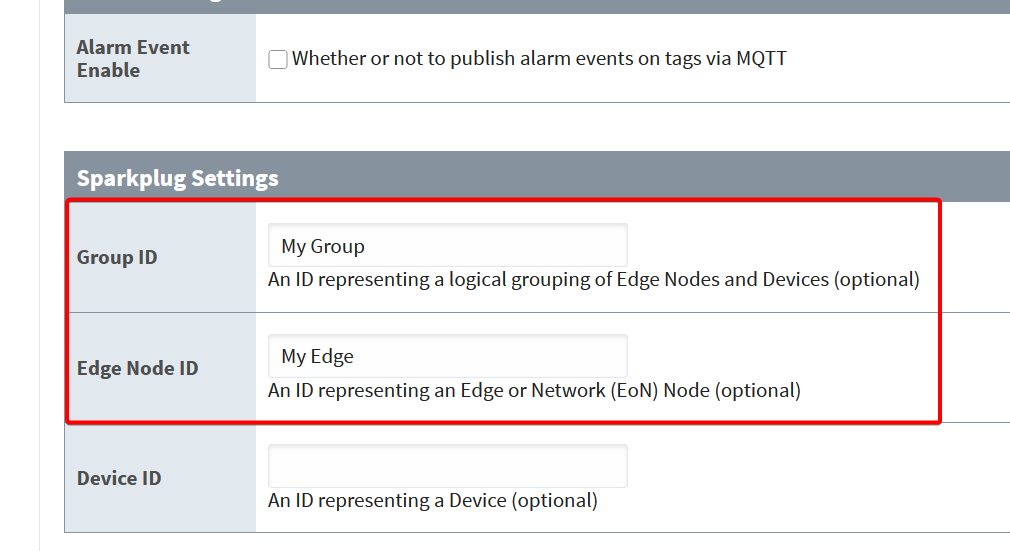 Alarm Event
Enable
Whether or not to publish alarm events on tags via MQTT
Sparkplug Settings
Group ID
My Group
An ID representing a logical grouping of Edge Nodes and Devices (optional)
Edge Node ID
My Edge
An ID representing an Edge or Network (EoN) Node (optional)
Device ID
An ID representing a Device (optional)